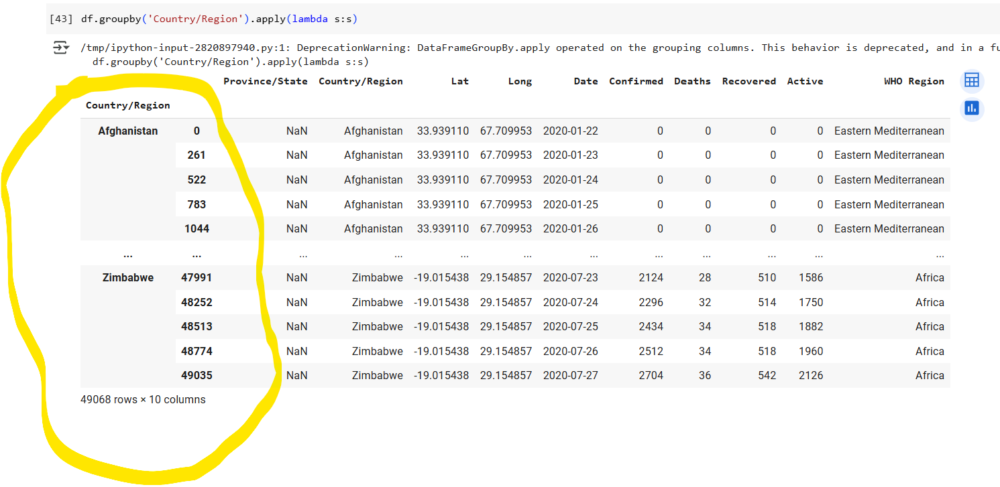 [43] df.groupby('Country/Region').apply(lambda s:s)
/tmp/ipython-input-2820897940.py:1: DeprecationWarning: DataFrameGroupBy.apply operated on the grouping columns. This behavior is deprecated, and in a fu
df.groupby('Country/Region').apply(lambda s:s)
Province/State Country/Region Lat Long Date Confirmed Deaths Recovered Active WHO Region
Country/Region
Afghanistan 0 NaN Afghanistan 33.939110 67.709953 2020-01-22 0 0 0 0 Eastern Mediterranean
261 NaN Afghanistan 33.939110 67.709953 2020-01-23 0 0 0 0 Eastern Mediterranean
522 NaN Afghanistan 33.939110 67.709953 2020-01-24 0 0 0 0 Eastern Mediterranean
783 NaN Afghanistan 33.939110 67.709953 2020-01-25 0 0 0 0 Eastern Mediterranean
1044 NaN Afghanistan 33.939110 67.709953 2020-01-26 0 0 0 0 Eastern Mediterranean
... ... ... ... ... ... ... ... ... ... ... ...
Zimbabwe 47991 NaN Zimbabwe -19.015438 29.154857 2020-07-23 2124 28 510 1586 Africa
48252 NaN Zimbabwe -19.015438 29.154857 2020-07-24 2296 32 514 1750 Africa
48513 NaN Zimbabwe -19.015438 29.154857 2020-07-25 2434 34 518 1882 Africa
48774 NaN Zimbabwe -19.015438 29.154857 2020-07-26 2512 34 518 1960 Africa
49035 NaN Zimbabwe -19.015438 29.154857 2020-07-27 2704 36 542 2126 Africa
49068 rows × 10 columns